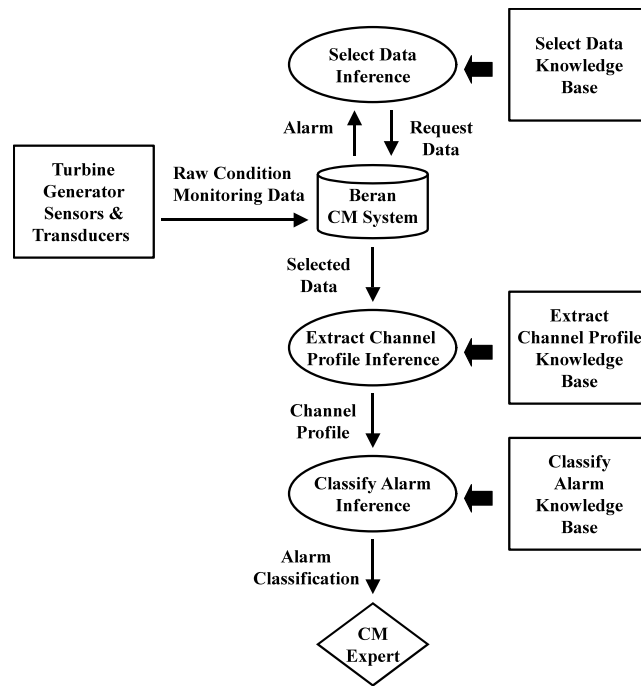 Select Data
Inference
Select Data
Knowledge
Base
Alarm
Request
Data
Turbine
Generator
Sensors &
Transducers
Raw Condition
Monitoring Data
Beran
CM System
Selected
Data
Extract Channel
Profile Inference
Extract
Channel Profile
Knowledge
Base
Channel
Profile
Classify Alarm
Inference
Classify
Alarm
Knowledge
Base
Alarm
Classification
CM
Expert